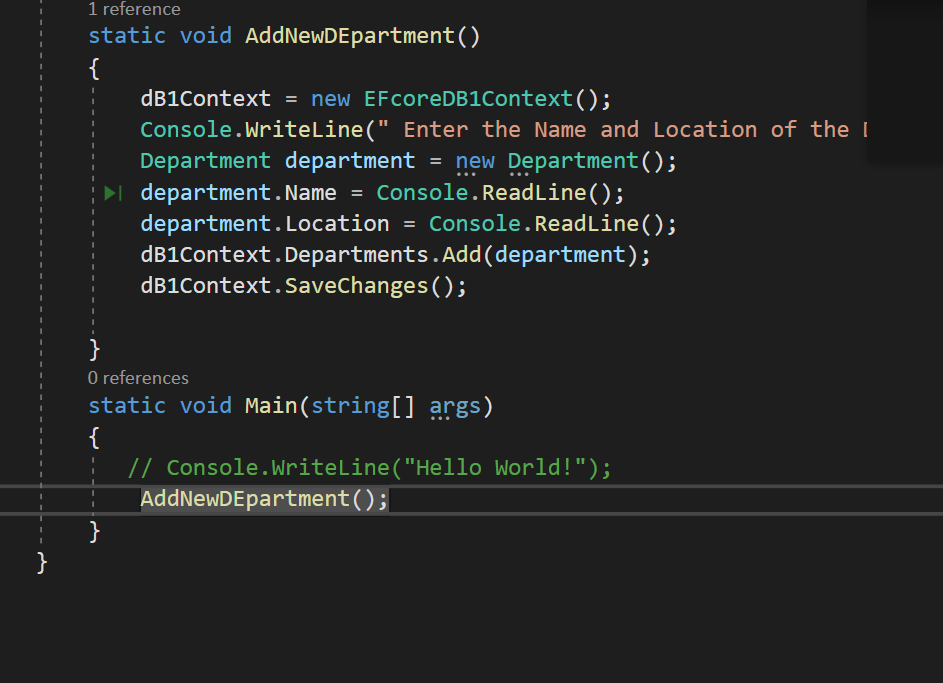 1 reference
static void AddNewDEpartment()
{
dB1Context = new EFcoreDB1Context();
Console.WriteLine(" Enter the Name and Location of the
Department department = new Department();
department.Name = Console.ReadLine();
department.Location = Console.ReadLine();
dB1Context.Departments.Add(department);
dB1Context.SaveChanges();
}
0 references
static void Main(string[] args)
{
// Console.WriteLine("Hello World!");
AddNewDEpartment();
}
}